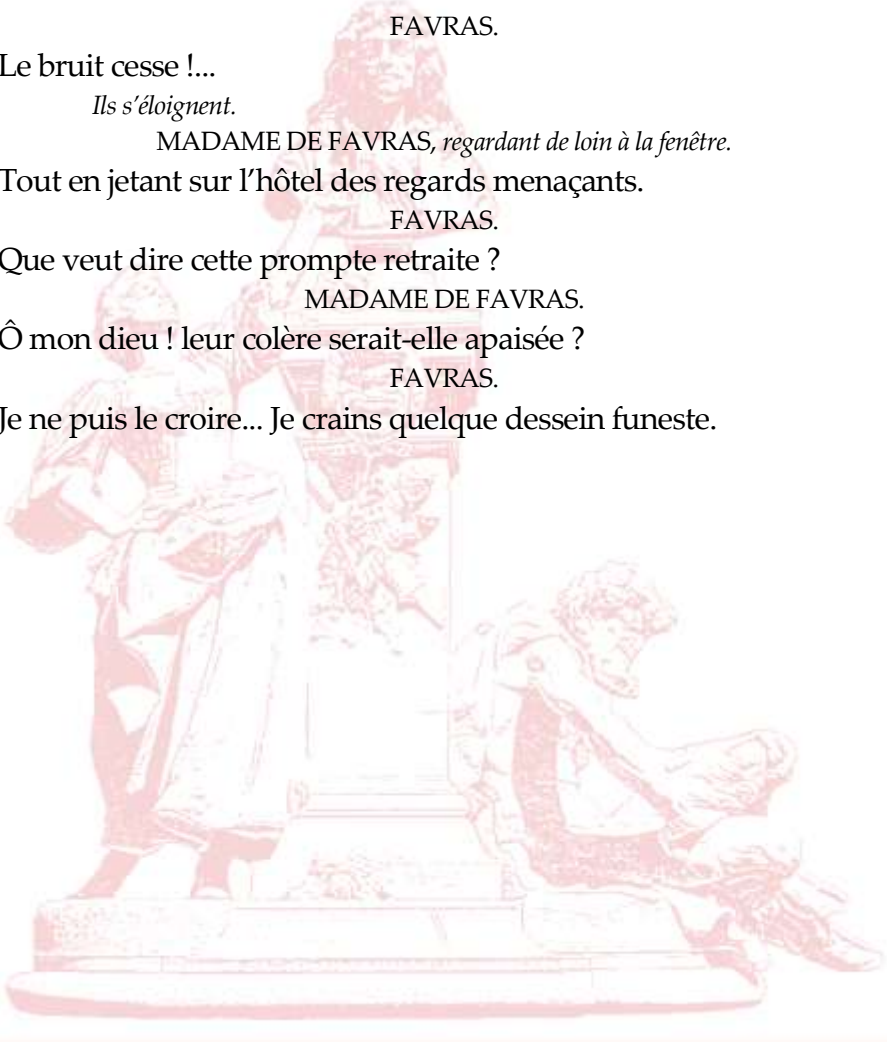 FAVRAS.
Le bruit cesse !...
Ils s’éloignent.
MADAME DE FAVRAS, regardant de loin à la fenêtre.
Tout en jetant sur l’hôtel des regards menaçants.
FAVRAS.
Que veut dire cette prompte retraite ?
MADAME DE FAVRAS.
Ô mon dieu ! leur colère serait-elle apaisée ?
FAVRAS.
Je ne puis le croire... Je crains quelque dessein funeste.